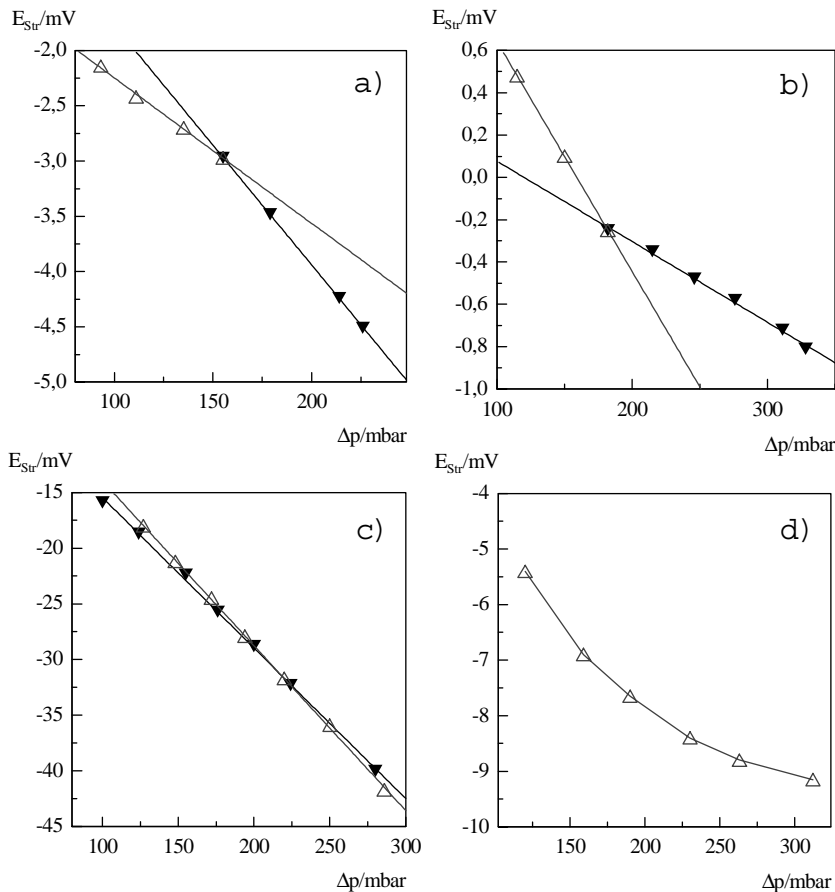 E_Str/mV
a)
-2,0
-2,5
-3,0
-3,5
-4,0
-4,5
-5,0
100 150 200
Δp/mbar
E_Str/mV
b)
0,6
0,4
0,2
0,0
-0,2
-0,4
-0,6
-0,8
-1,0
100 200 300
Δp/mbar
E_Str/mV
c)
-15
-20
-25
-30
-35
-40
-45
100 150 200 250 300
Δp/mbar
E_Str/mV
d)
-4
-5
-6
-7
-8
-9
-10
150 200 250 300
Δp/mbar